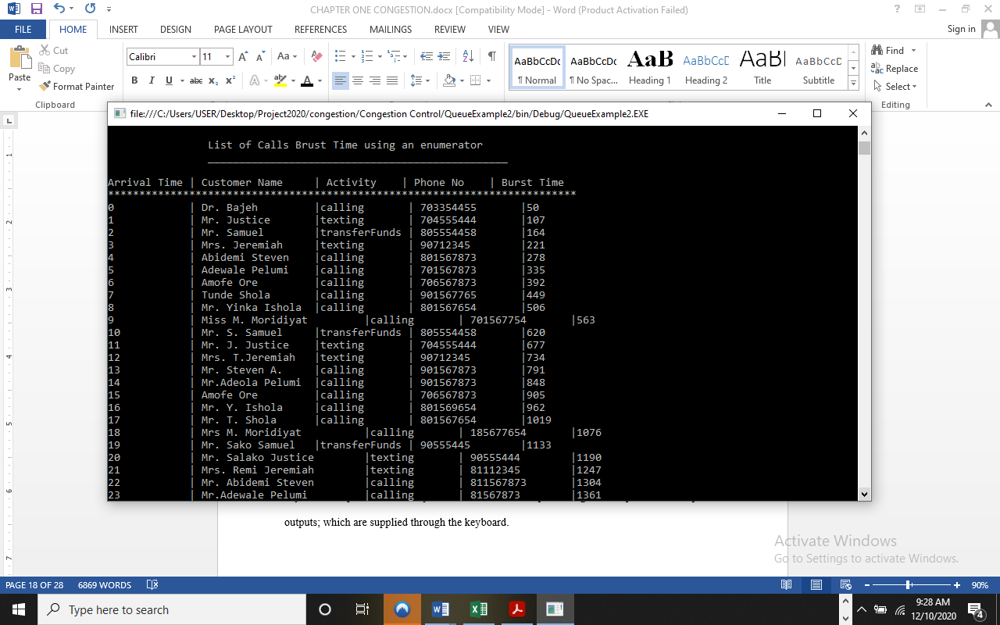 CHAPTER ONE CONGESTION.docx [Compatibility Mode] - Word (Product Activation Failed)
FILE HOME INSERT DESIGN PAGE LAYOUT REFERENCES MAILINGS REVIEW VIEW Sign in
Paste Cut Copy Format Painter Clipboard
Calibri 11 Aa
B I U abc x₂ x² A A
AaBbCcDc AaBbCcDc AaB AaBbCcD AaBI AaBbCcD
¶ Normal ¶ No Spac... Heading 1 Heading 2 Title Subtitle
Find Replace Select Editing
file:///C:/Users/USER/Desktop/Project2020/congestion/Congestion Control/QueueExample2/bin/Debug/QueueExample2.EXE
List of Calls Brust Time using an enumerator
Arrival Time | Customer Name | Activity | Phone No | Burst Time
***************************************************************************
0 | Dr. Bajeh |calling | 703354455 |50
1 | Mr. Justice |texting | 704555444 |107
2 | Mr. Samuel |transferFunds | 805554458 |164
3 | Mrs. Jeremiah |texting | 90712345 |221
4 | Abidemi Steven |calling | 801567873 |278
5 | Adewale Pelumi |calling | 701567873 |335
6 | Amofe Ore |calling | 706567873 |392
7 | Tunde Shola |calling | 901567765 |449
8 | Mr. Yinka Ishola |calling | 801567654 |506
9 | Miss M. Moridiyat |calling | 701567754 |563
10 | Mr. S. Samuel |transferFunds | 805554458 |620
11 | Mr. J. Justice |texting | 704555444 |677
12 | Mrs. T.Jeremiah |texting | 90712345 |734
13 | Mr. Steven A. |calling | 901567873 |791
14 | Mr.Adeola Pelumi |calling | 901567873 |848
15 | Amofe Ore |calling | 706567873 |905
16 | Mr. Y. Ishola |calling | 801569654 |962
17 | Mr. T. Shola |calling | 801567654 |1019
18 | Mrs M. Moridiyat |calling | 185677654 |1076
19 | Mr. Sako Samuel |transferFunds | 90555445 |1133
20 | Mr. Salako Justice |texting | 90555444 |1190
21 | Mrs. Remi Jeremiah |texting | 81112345 |1247
22 | Mr. Abidemi Steven |calling | 811567873 |1304
23 | Mr.Adewale Pelumi |calling | 81567873 |1361
outputs; which are supplied through the keyboard.
Activate Windows
Go to Settings to activate Windows.
PAGE 18 OF 28 6869 WORDS 90%
Type here to search
9:28 AM
12/10/2020
4